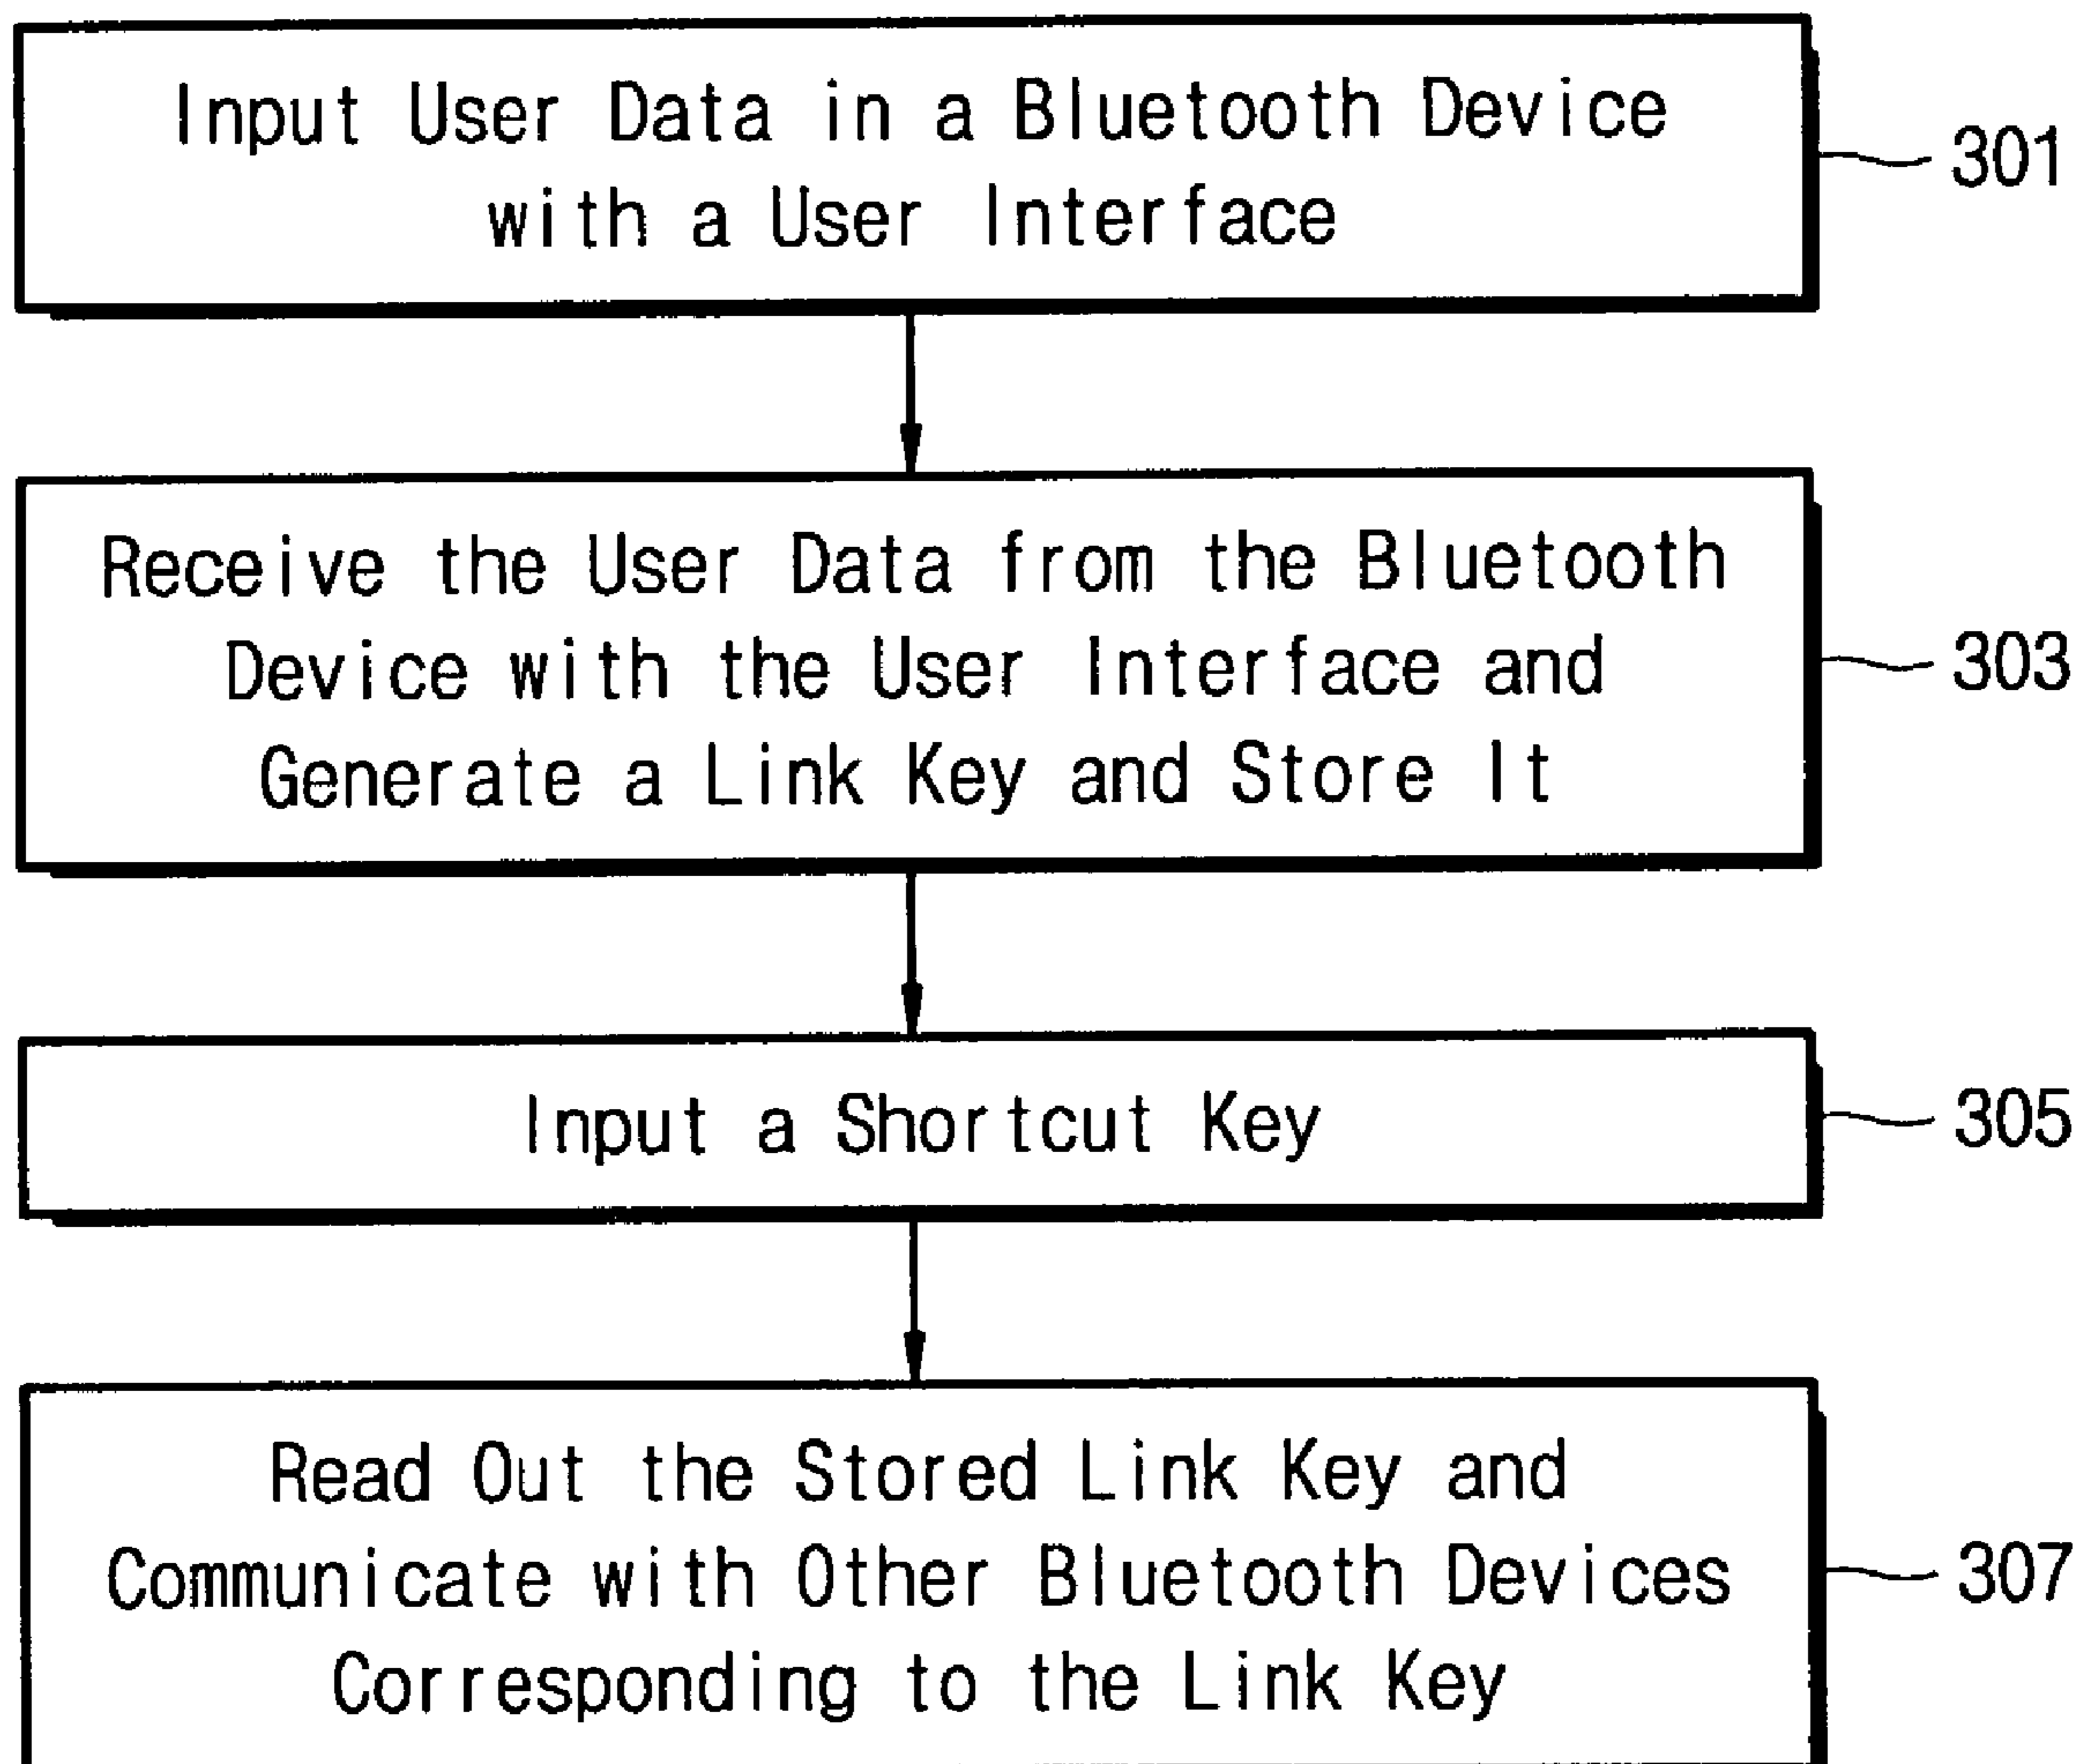 Input User Data in a Bluetooth Device
with a User Interface
301
Receive the User Data from the Bluetooth
Device with the User Interface and
Generate a Link Key and Store It
303
Input a Shortcut Key
305
Read Out the Stored Link Key and
Communicate with Other Bluetooth Devices
Corresponding to the Link Key
307